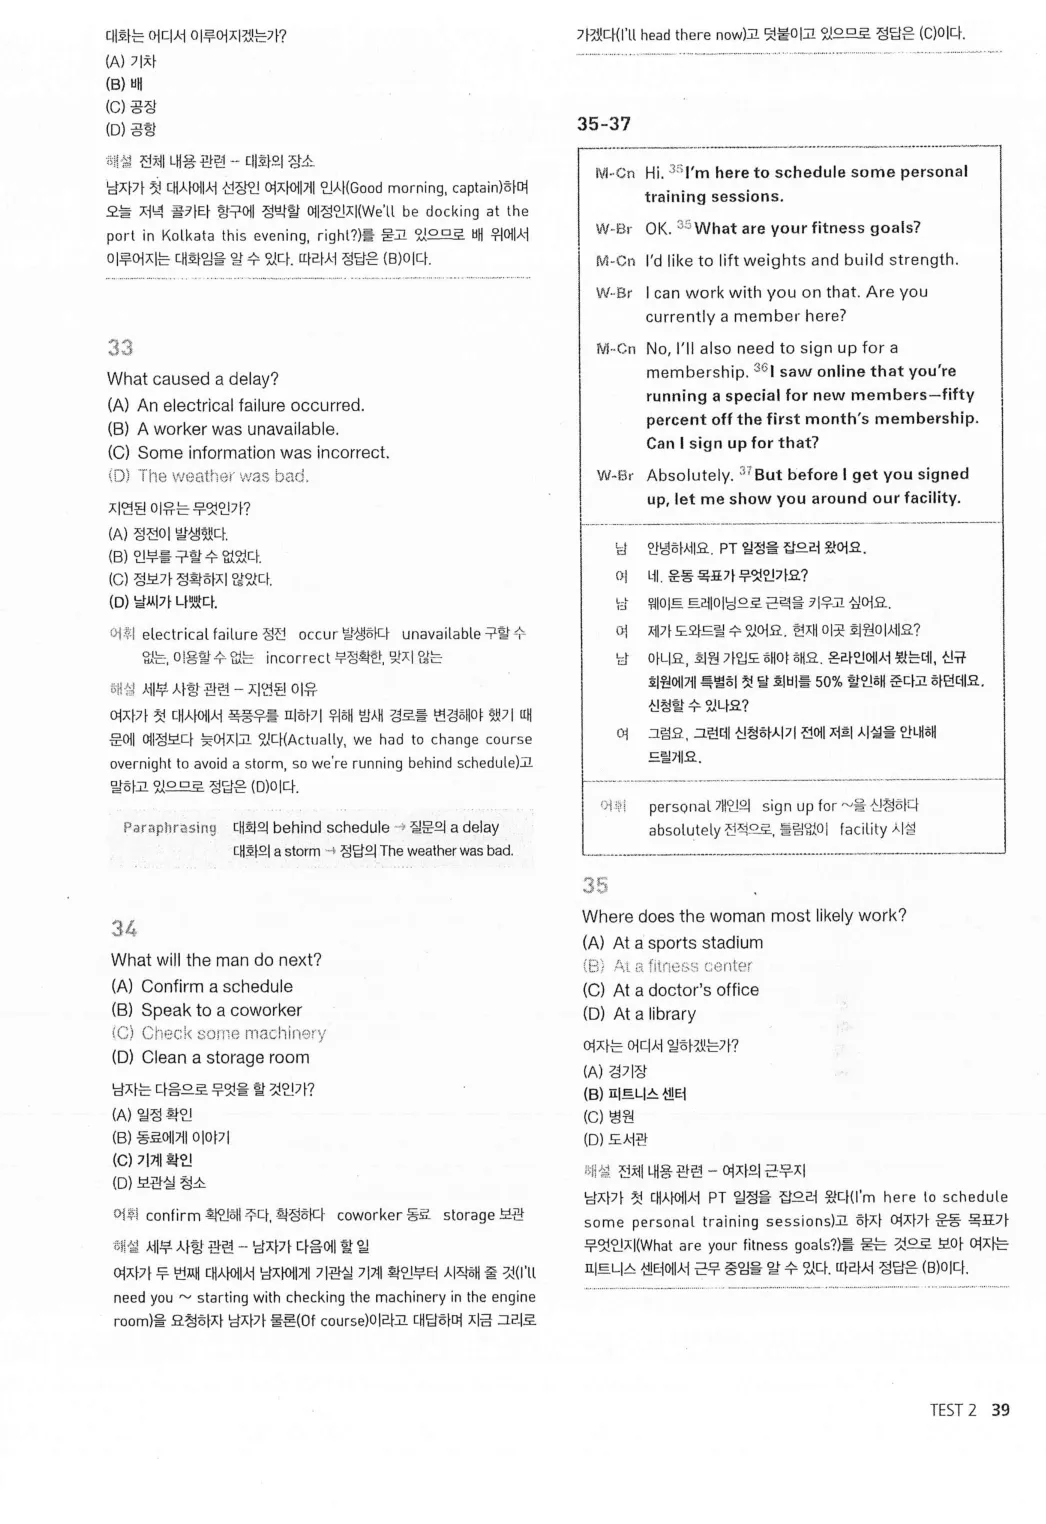 대화는 어디서 이루어지겠는가?
(A) 기차
(B) 배
(C) 공장
(D) 공항
해설 전체 내용 관련 – 대화의 장소
남자가 첫 대사에서 선장인 여자에게 인사(Good morning, captain)하며
오늘 저녁 콜카타 항구에 정박할 예정인지(We'll be docking at the
port in Kolkata this evening, right?)를 묻고 있으므로 배 위에서
이루어지는 대화임을 알 수 있다. 따라서 정답은 (B)이다.
33
What caused a delay?
(A) An electrical failure occurred.
(B) A worker was unavailable.
(C) Some information was incorrect.
(D) The weather was bad.
지연된 이유는 무엇인가?
(A) 정전이 발생했다.
(B) 인부를 구할 수 없었다.
(C) 정보가 정확하지 않았다.
(D) 날씨가 나빴다.
어휘 electrical failure 정전 occur 발생하다 unavailable 구할 수
없는, 이용할 수 없는 incorrect 부정확한, 맞지 않는
해설 세부 사항 관련 – 지연된 이유
여자가 첫 대사에서 폭풍우를 피하기 위해 밤새 경로를 변경해야 했기 때
문에 예정보다 늦어지고 있다(Actually, we had to change course
overnight to avoid a storm, so we're running behind schedule)고
말하고 있으므로 정답은 (D)이다.
Paraphrasing 대화의 behind schedule → 질문의 a delay
대화의 a storm → 정답의 The weather was bad.
34
What will the man do next?
(A) Confirm a schedule
(B) Speak to a coworker
(C) Check some machinery
(D) Clean a storage room
남자는 다음으로 무엇을 할 것인가?
(A) 일정 확인
(B) 동료에게 이야기
(C) 기계 확인
(D) 보관실 청소
어휘 confirm 확인해 주다, 확정하다 coworker 동료 storage 보관
해설 세부 사항 관련 – 남자가 다음에 할 일
여자가 두 번째 대사에서 남자에게 기관실 기계 확인부터 시작해 줄 것(I'll
need you ~ starting with checking the machinery in the engine
room)을 요청하자 남자가 물론(Of course)이라고 대답하며 지금 그리로
가겠다(I'll head there now)고 덧붙이고 있으므로 정답은 (C)이다.
35-37
M-Cn Hi. 35I'm here to schedule some personal
training sessions.
W-Br OK. 35What are your fitness goals?
M-Cn I'd like to lift weights and build strength.
W-Br I can work with you on that. Are you
currently a member here?
M-Cn No, I'll also need to sign up for a
membership. 36I saw online that you're
running a special for new members—fifty
percent off the first month's membership.
Can I sign up for that?
W-Br Absolutely. 37But before I get you signed
up, let me show you around our facility.
남 안녕하세요. PT 일정을 잡으러 왔어요.
여 네. 운동 목표가 무엇인가요?
남 웨이트 트레이닝으로 근력을 키우고 싶어요.
여 제가 도와드릴 수 있어요. 현재 이곳 회원이세요?
남 아니요, 회원 가입도 해야 해요. 온라인에서 봤는데, 신규
회원에게 특별히 첫 달 회비를 50% 할인해 준다고 하던데요.
신청할 수 있나요?
여 그럼요, 그런데 신청하시기 전에 저희 시설을 안내해
드릴게요.
어휘 personal 개인의 sign up for ~을 신청하다
absolutely 전적으로, 틀림없이 facility 시설
35
Where does the woman most likely work?
(A) At a sports stadium
(B) At a fitness center
(C) At a doctor's office
(D) At a library
여자는 어디서 일하겠는가?
(A) 경기장
(B) 피트니스 센터
(C) 병원
(D) 도서관
해설 전체 내용 관련 – 여자의 근무지
남자가 첫 대사에서 PT 일정을 잡으러 왔다(I'm here to schedule
some personal training sessions)고 하자 여자가 운동 목표가
무엇인지(What are your fitness goals?)를 묻는 것으로 보아 여자는
피트니스 센터에서 근무 중임을 알 수 있다. 따라서 정답은 (B)이다.
TEST 2 39